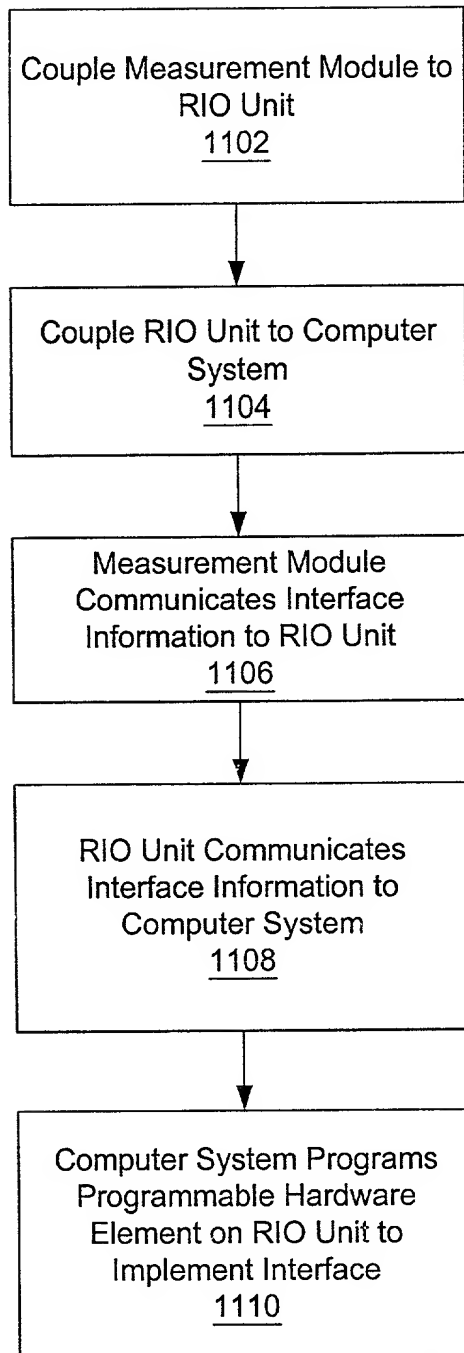 Couple Measurement Module to
RIO Unit
1102
Couple RIO Unit to Computer
System
1104
Measurement Module
Communicates Interface
Information to RIO Unit
1106
RIO Unit Communicates
Interface Information to
Computer System
1108
Computer System Programs
Programmable Hardware
Element on RIO Unit to
Implement Interface
1110